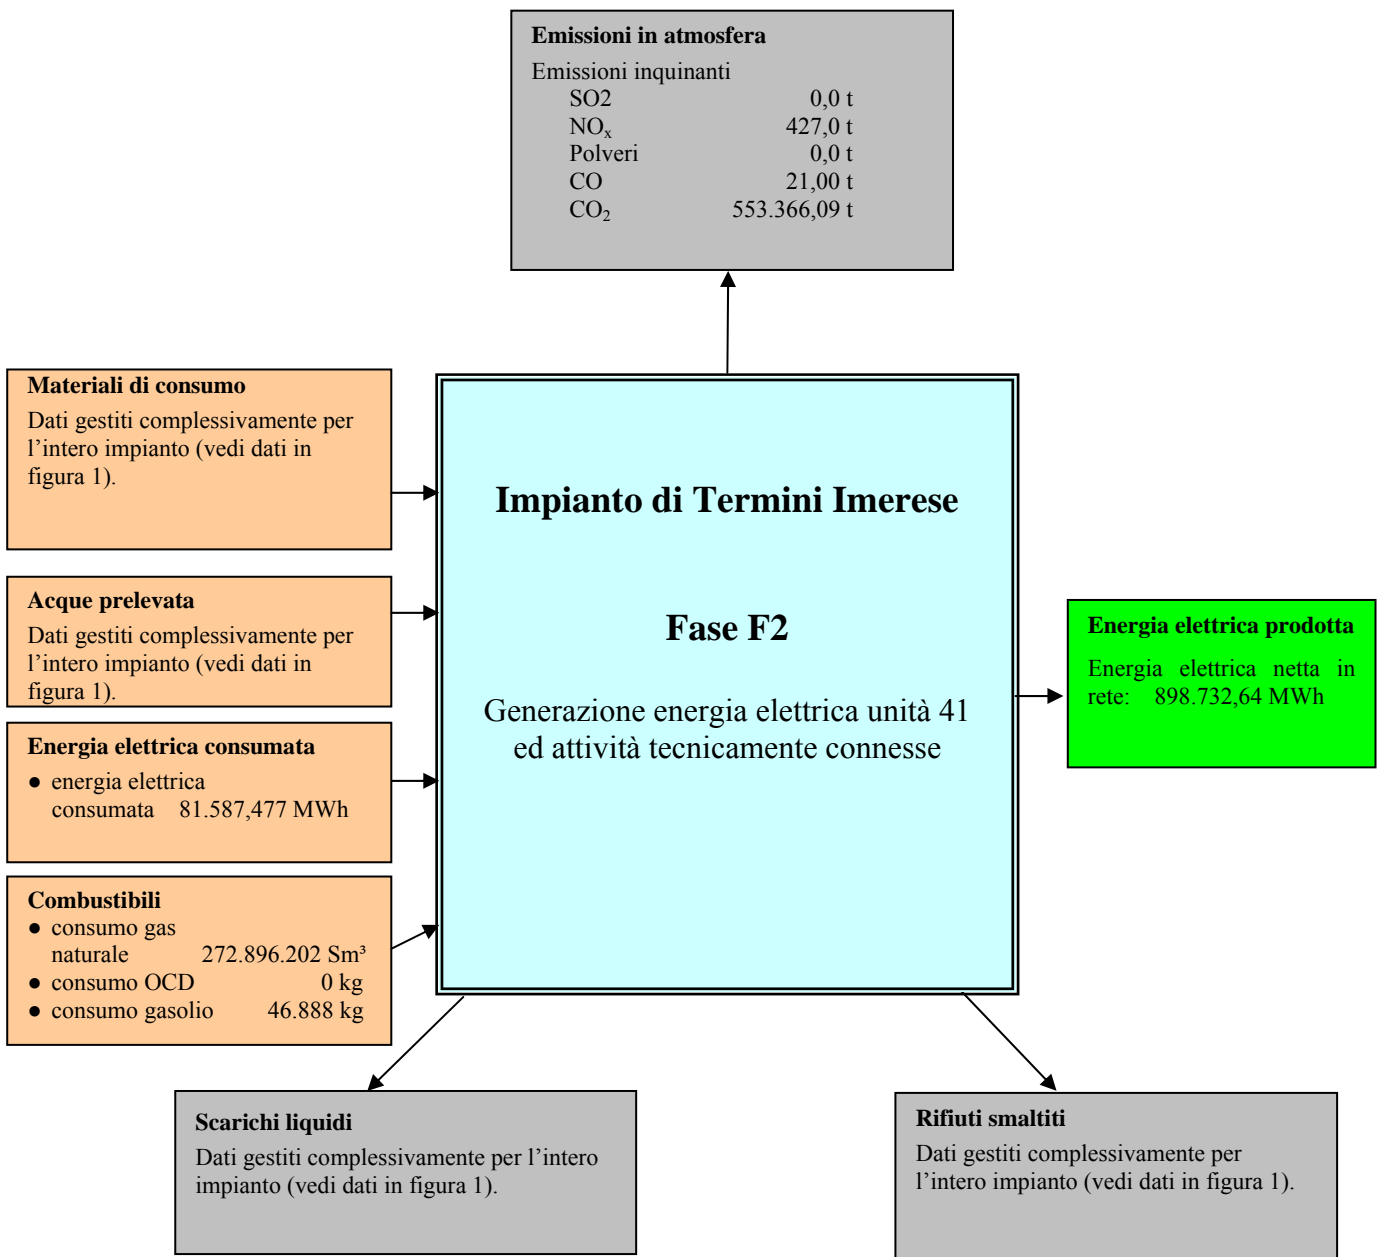 Emissioni in atmosfera
Emissioni inquinanti
SO2 0,0 t
NOx 427,0 t
Polveri 0,0 t
CO 21,00 t
CO2 553.366,09 t
Materiali di consumo
Dati gestiti complessivamente per
l’intero impianto (vedi dati in
figura 1).
Acque prelevata
Dati gestiti complessivamente per
l’intero impianto (vedi dati in
figura 1).
Energia elettrica consumata
● energia elettrica
consumata 81.587,477 MWh
Combustibili
● consumo gas
naturale 272.896.202 Sm³
● consumo OCD 0 kg
● consumo gasolio 46.888 kg
Impianto di Termini Imerese
Fase F2
Generazione energia elettrica unità 41
ed attività tecnicamente connesse
Energia elettrica prodotta
Energia elettrica netta in
rete: 898.732,64 MWh
Scarichi liquidi
Dati gestiti complessivamente per l’intero
impianto (vedi dati in figura 1).
Rifiuti smaltiti
Dati gestiti complessivamente per
l’intero impianto (vedi dati in figura 1).